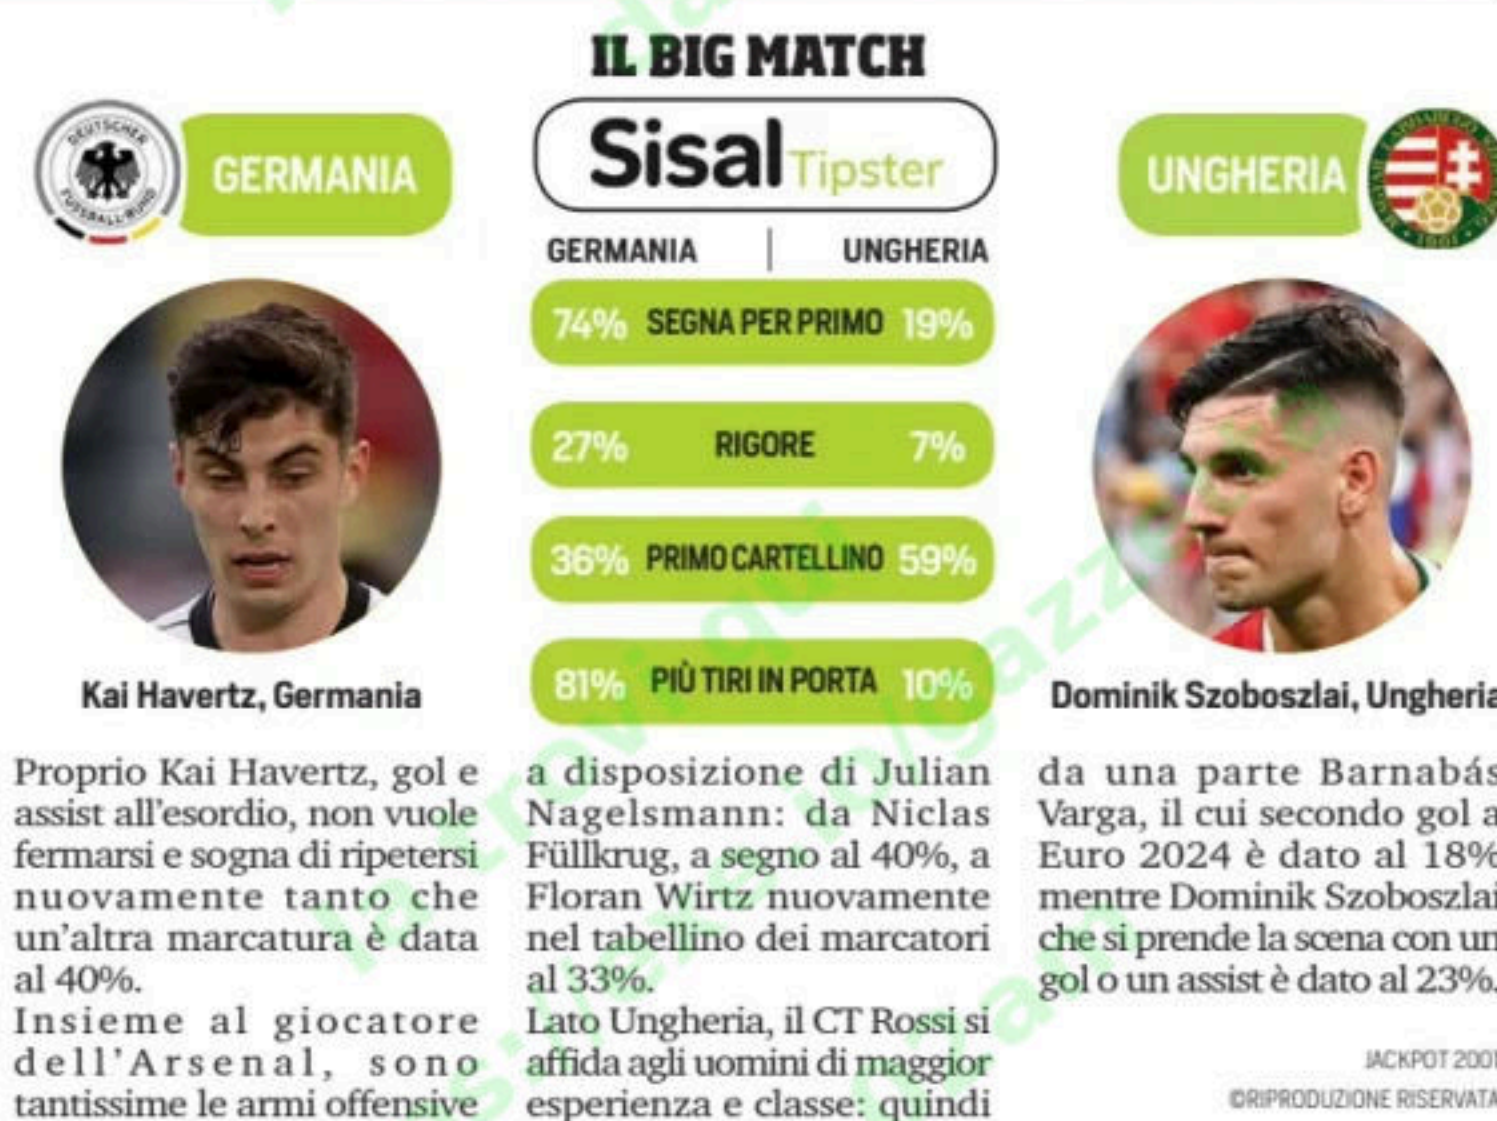 IL BIG MATCH
DEUTSCHER
FUSSBALL-BUND
GERMANIA
Sisal Tipster
UNGHERIA
GERMANIA | UNGHERIA
74% SEGNA PER PRIMO 19%
27% RIGORE 7%
36% PRIMO CARTELLINO 59%
81% PIÙ TIRI IN PORTA 10%
Kai Havertz, Germania
Dominik Szoboszlai, Ungheria
Proprio Kai Havertz, gol e
assist all'esordio, non vuole
fermarsi e sogna di ripetersi
nuovamente tanto che
un'altra marcatura è data
al 40%.
Insieme al giocatore
dell'Arsenal, sono
tantissime le armi offensive
a disposizione di Julian
Nagelsmann: da Niclas
Füllkrug, a segno al 40%, a
Floran Wirtz nuovamente
nel tabellino dei marcatori
al 33%.
Lato Ungheria, il CT Rossi si
affida agli uomini di maggior
esperienza e classe: quindi
da una parte Barnabás
Varga, il cui secondo gol a
Euro 2024 è dato al 18%
mentre Dominik Szoboszlai
che si prende la scena con un
gol o un assist è dato al 23%.
JACKPOT 2001
©RIPRODUZIONE RISERVATA